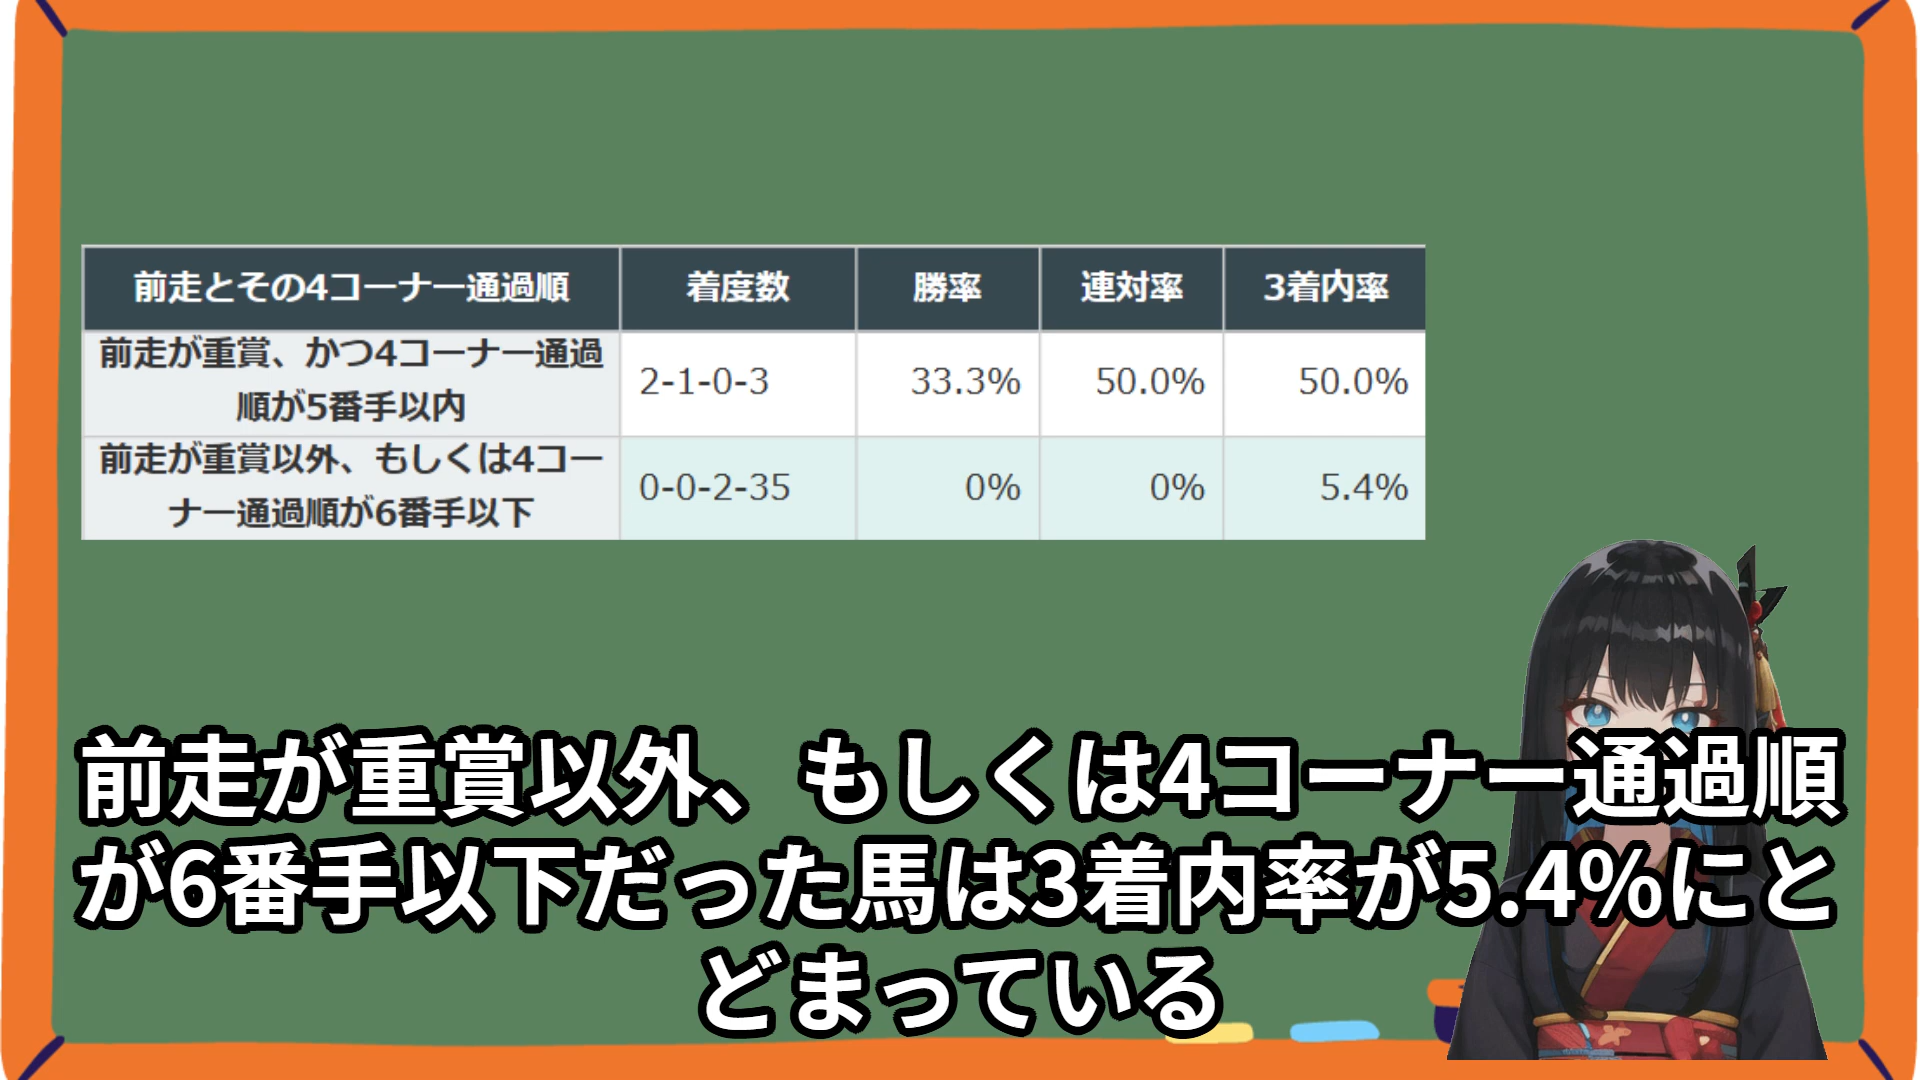 前走とその4コーナー通過順 着度数 勝率 連対率 3着内率
前走が重賞、かつ4コーナー通過
順が5番手以内
2-1-0-3 33.3% 50.0% 50.0%
前走が重賞以外、もしくは4コー
ナー通過順が6番手以下
0-0-2-35 0% 0% 5.4%
前走が重賞以外、もしくは4コーナー通過順
が6番手以下だった馬は3着内率が5.4%にと
どまっている